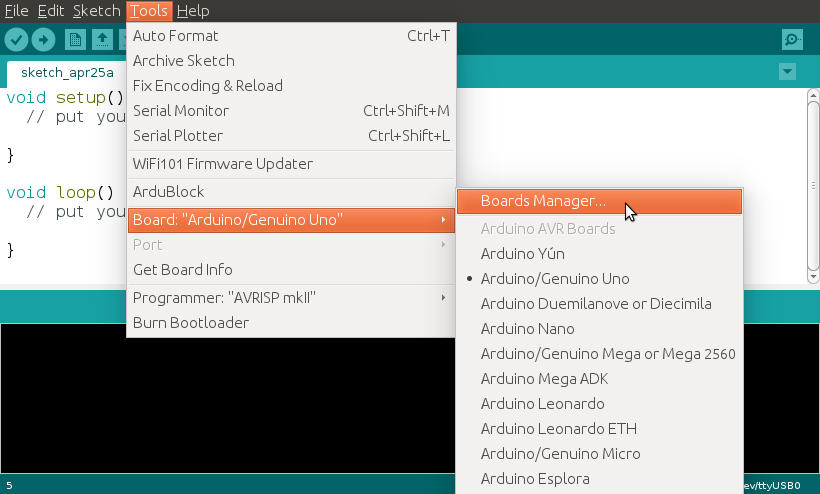 File Edit Sketch Tools Help
sketch_apr25a
void setup()
// put you
}
void loop()
// put you
}
Auto Format Ctrl+T
Archive Sketch
Fix Encoding & Reload
Serial Monitor Ctrl+Shift+M
Serial Plotter Ctrl+Shift+L
WiFi101 Firmware Updater
ArduBlock
Board: "Arduino/Genuino Uno"
Port
Get Board Info
Programmer: "AVRISP mkII"
Burn Bootloader
Boards Manager...
Arduino AVR Boards
Arduino Yún
Arduino/Genuino Uno
Arduino Duemilanove or Diecimila
Arduino Nano
Arduino/Genuino Mega or Mega 2560
Arduino Mega ADK
Arduino Leonardo
Arduino Leonardo ETH
Arduino/Genuino Micro
Arduino Esplora
5 ev/ttyUSB0